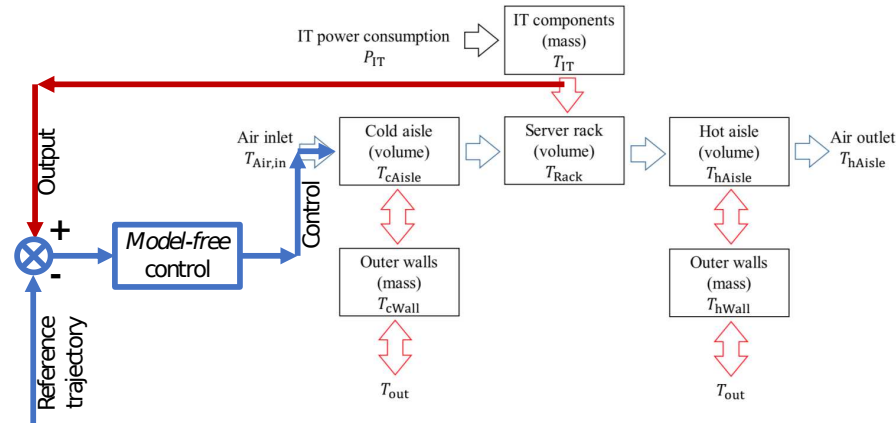 IT power consumption
P_IT
IT components
(mass)
T_IT
Output
Air inlet
T_Air,in
Cold aisle
(volume)
T_cAisle
Server rack
(volume)
T_Rack
Hot aisle
(volume)
T_hAisle
Air outlet
T_hAisle
Control
+
-
Model-free
control
Outer walls
(mass)
T_cWall
Outer walls
(mass)
T_hWall
Reference
trajectory
T_out
T_out